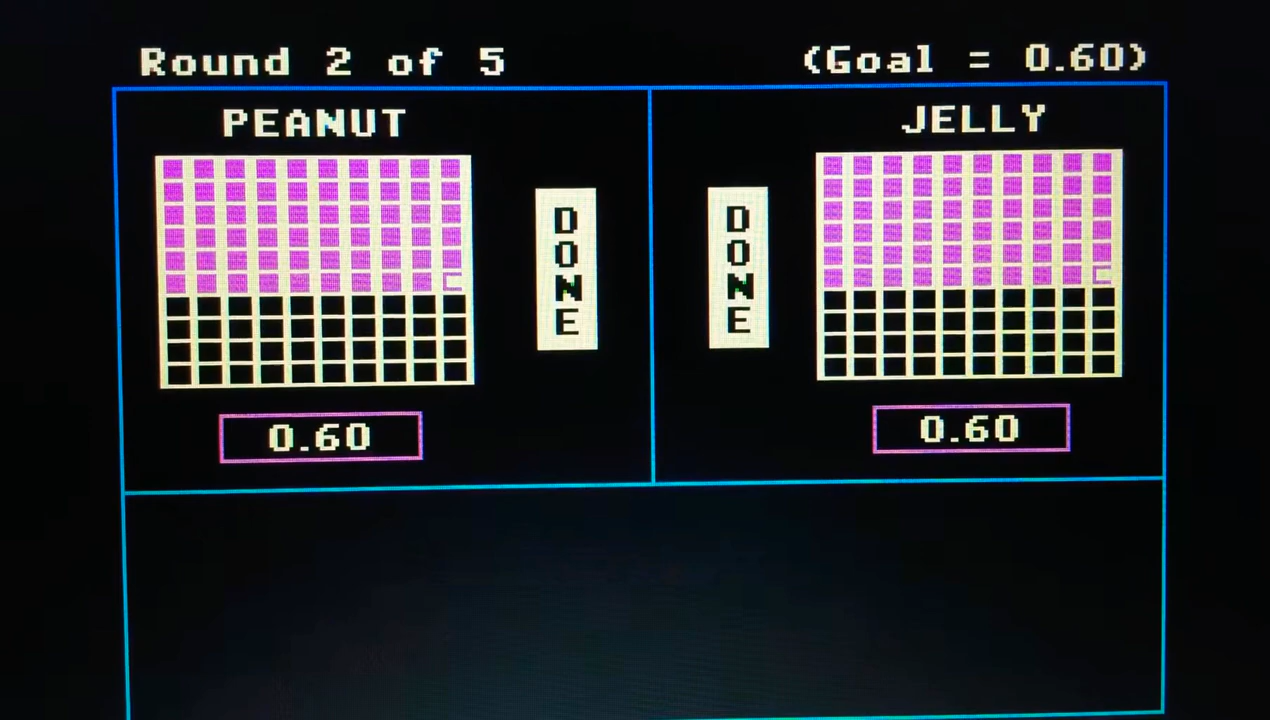 Round 2 of 5
(Goal = 0.60)
PEANUT
JELLY
DONE
DONE
0.60
0.60